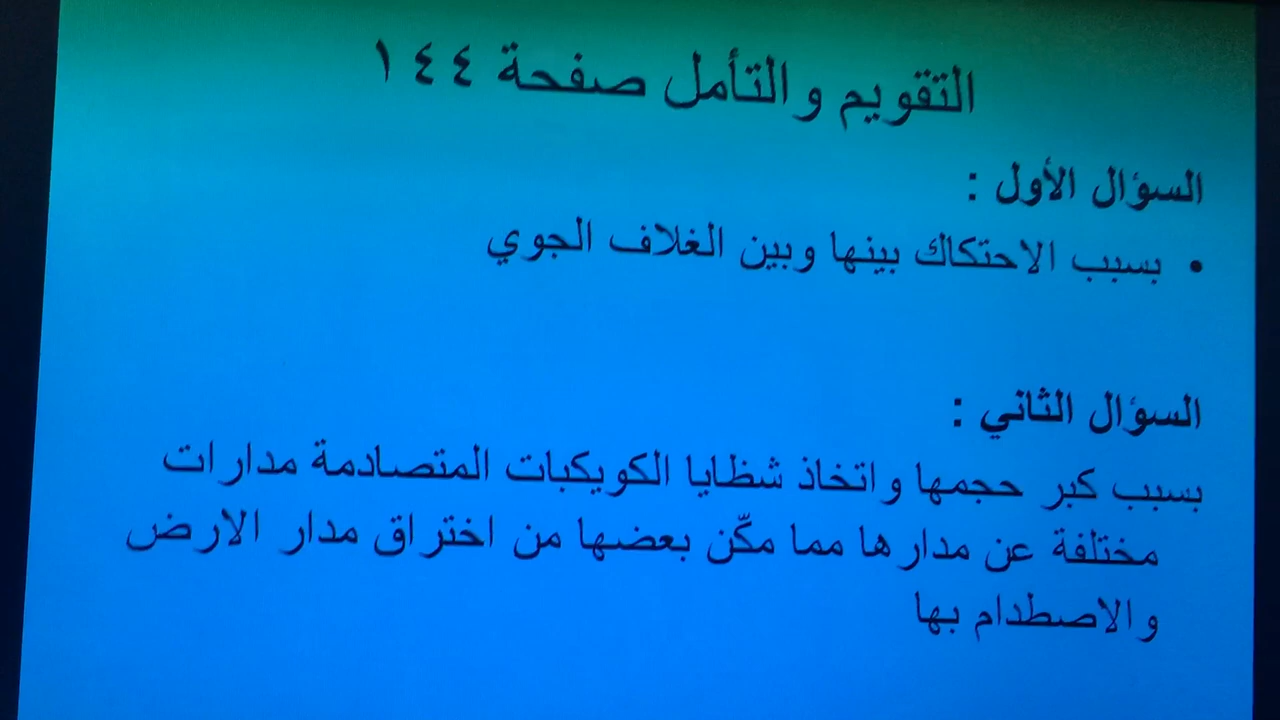 التقويم والتأمل صفحة ١٤٤
السؤال الأول :
• بسبب الاحتكاك بينها وبين الغلاف الجوي
السؤال الثاني :
بسبب كبر حجمها واتخاذ شظايا الكويكبات المتصادمة مدارات
مختلفة عن مدارها مما مكّن بعضها من اختراق مدار الارض
والاصطدام بها